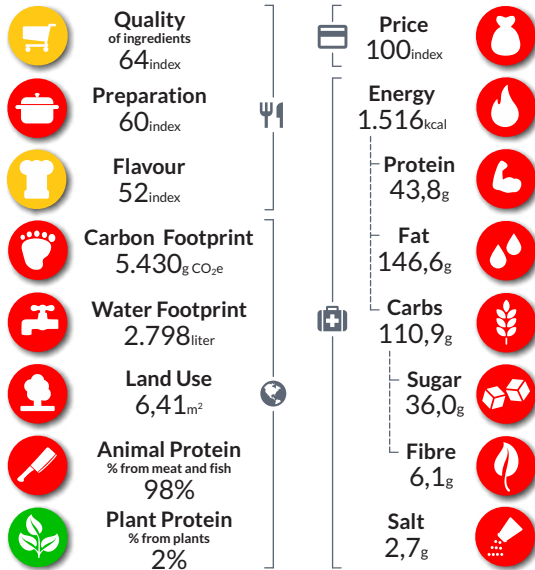 Quality
of ingredients
64index
Preparation
60index
Flavour
52index
Carbon Footprint
5.430g CO₂e
Water Footprint
2.798liter
Land Use
6,41m²
Animal Protein
% from meat and fish
98%
Plant Protein
% from plants
2%
Price
100index
Energy
1.516kcal
Protein
43,8g
Fat
146,6g
Carbs
110,9g
Sugar
36,0g
Fibre
6,1g
Salt
2,7g